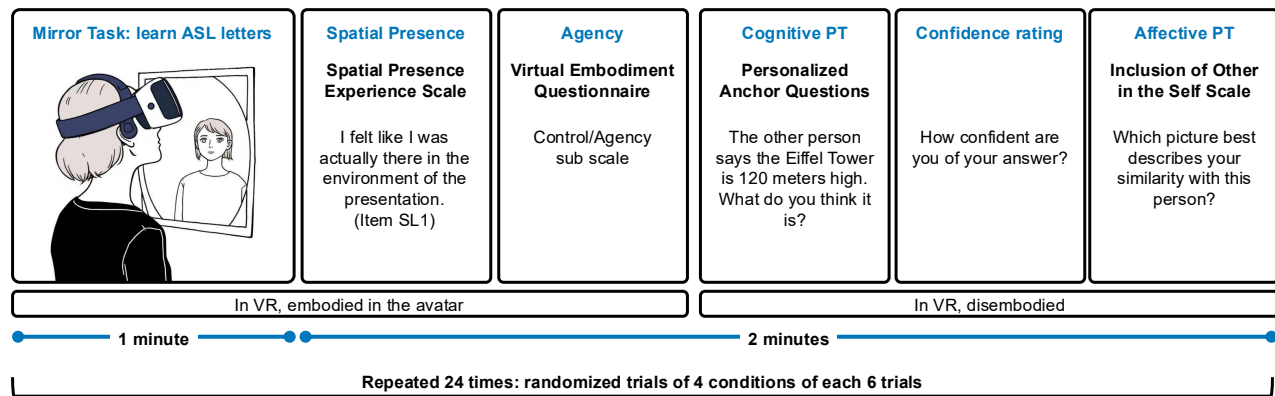 Mirror Task: learn ASL letters
Spatial Presence
Spatial Presence
Experience Scale
I felt like I was
actually there in the
environment of the
presentation.
(Item SL1)
Agency
Virtual Embodiment
Questionnaire
Control/Agency
sub scale
Cognitive PT
Personalized
Anchor Questions
The other person
says the Eiffel Tower
is 120 meters high.
What do you think it
is?
Confidence rating
How confident are
you of your answer?
Affective PT
Inclusion of Other
in the Self Scale
Which picture best
describes your
similarity with this
person?
In VR, embodied in the avatar
In VR, disembodied
1 minute
2 minutes
Repeated 24 times: randomized trials of 4 conditions of each 6 trials